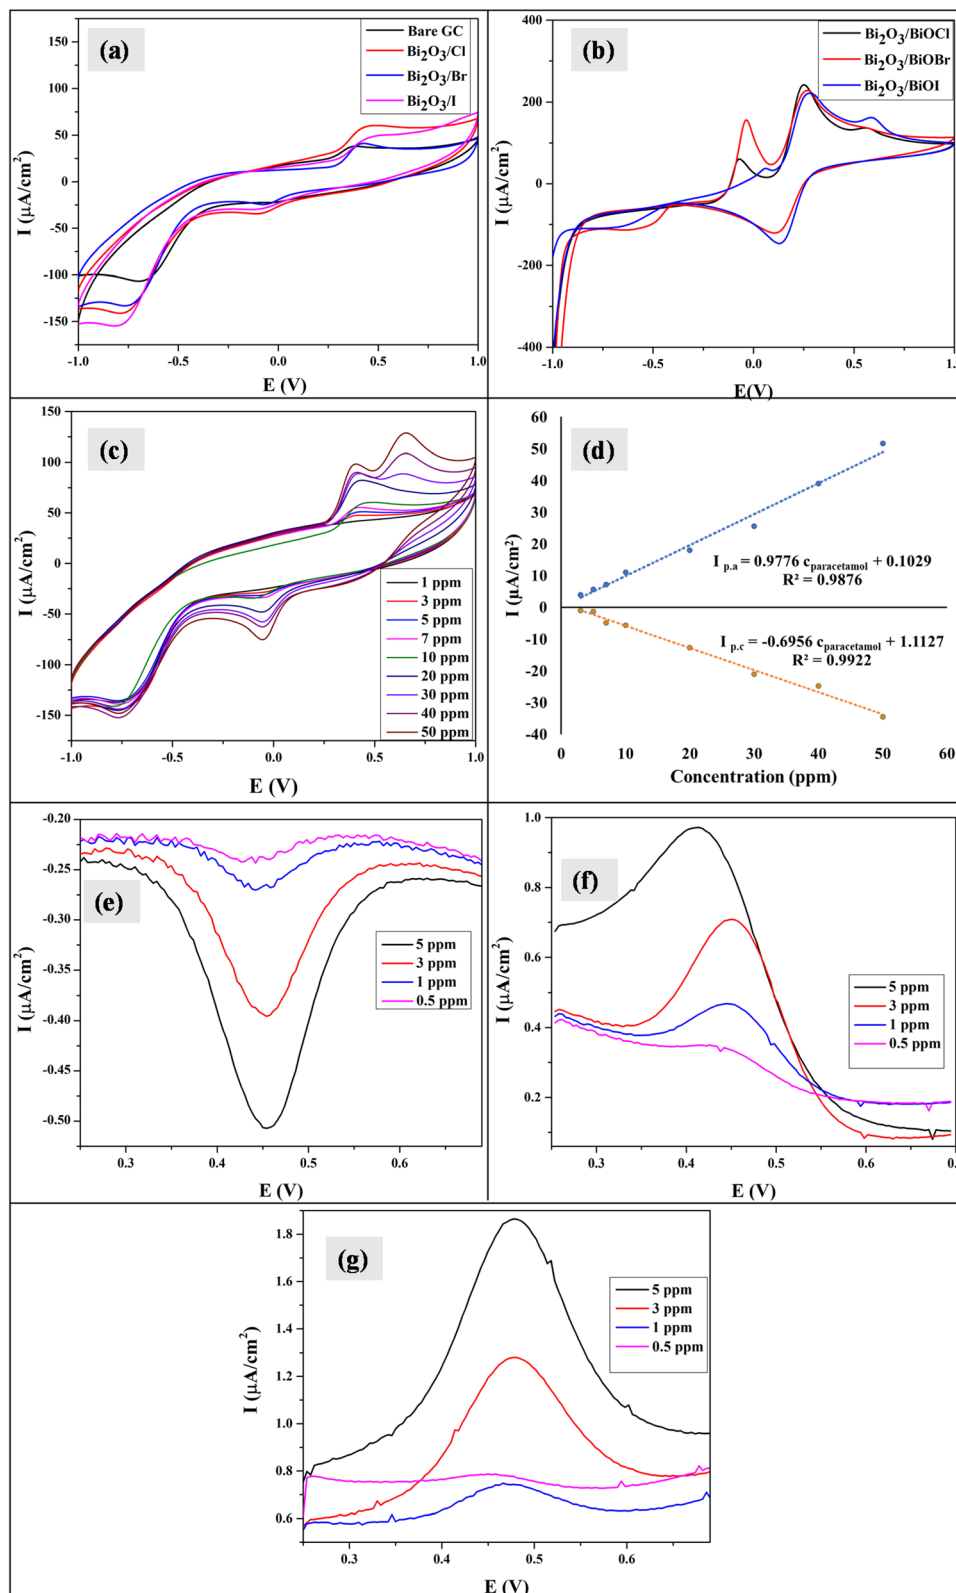 (a)
Bare GC
Bi₂O₃/Cl
Bi₂O₃/Br
Bi₂O₃/I
150
125
100
75
50
25
0
-25
-50
-75
-100
-125
-150
I (µA/cm²)
-1.0 -0.5 0.0 0.5 1.0
E (V)
(b)
Bi₂O₃/BiOCl
Bi₂O₃/BiOBr
Bi₂O₃/BiOI
400
200
0
-200
-400
I (µA/cm²)
-1.0 -0.5 0.0 0.5 1.
E(V)
(c)
150
100
50
0
-50
-100
-150
I (µA/cm²)
1 ppm
3 ppm
5 ppm
7 ppm
10 ppm
20 ppm
30 ppm
40 ppm
50 ppm
-1.0 -0.5 0.0 0.5 1.0
E (V)
(d)
60
50
40
30
20
10
0
-10
-20
-30
-40
I (µA/cm²)
I p.a = 0.9776 cparacetamol + 0.1029
R² = 0.9876
I p.c = -0.6956 cparacetamol + 1.1127
R² = 0.9922
0 10 20 30 40 50 60
Concentration (ppm)
(e)
-0.20
-0.25
-0.30
-0.35
-0.40
-0.45
-0.50
I (µA/cm²)
5 ppm
3 ppm
1 ppm
0.5 ppm
0.3 0.4 0.5 0.6
E (V)
(f)
1.0
0.8
0.6
0.4
0.2
I (µA/cm²)
5 ppm
3 ppm
1 ppm
0.5 ppm
0.3 0.4 0.5 0.6
E (V)
(g)
1.8
1.6
1.4
1.2
1.0
0.8
0.6
I (µA/cm²)
5 ppm
3 ppm
1 ppm
0.5 ppm
0.3 0.4 0.5 0.6
E (V)